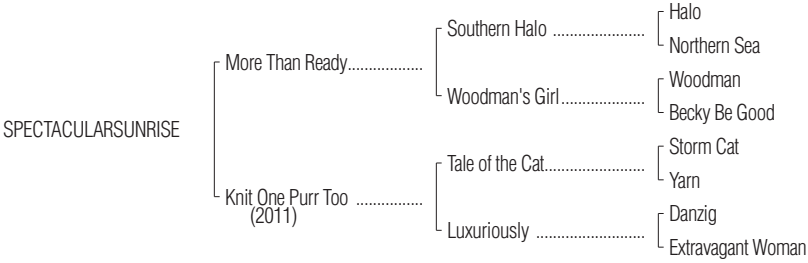 Halo
Southern Halo ......................
Northern Sea
More Than Ready..................
Woodman
Woodman's Girl....................
Becky Be Good
SPECTACULARSUNRISE
Storm Cat
Tale of the Cat........................
Yarn
Knit One Purr Too ................
(2011)
Danzig
Luxuriously ..........................
Extravagant Woman